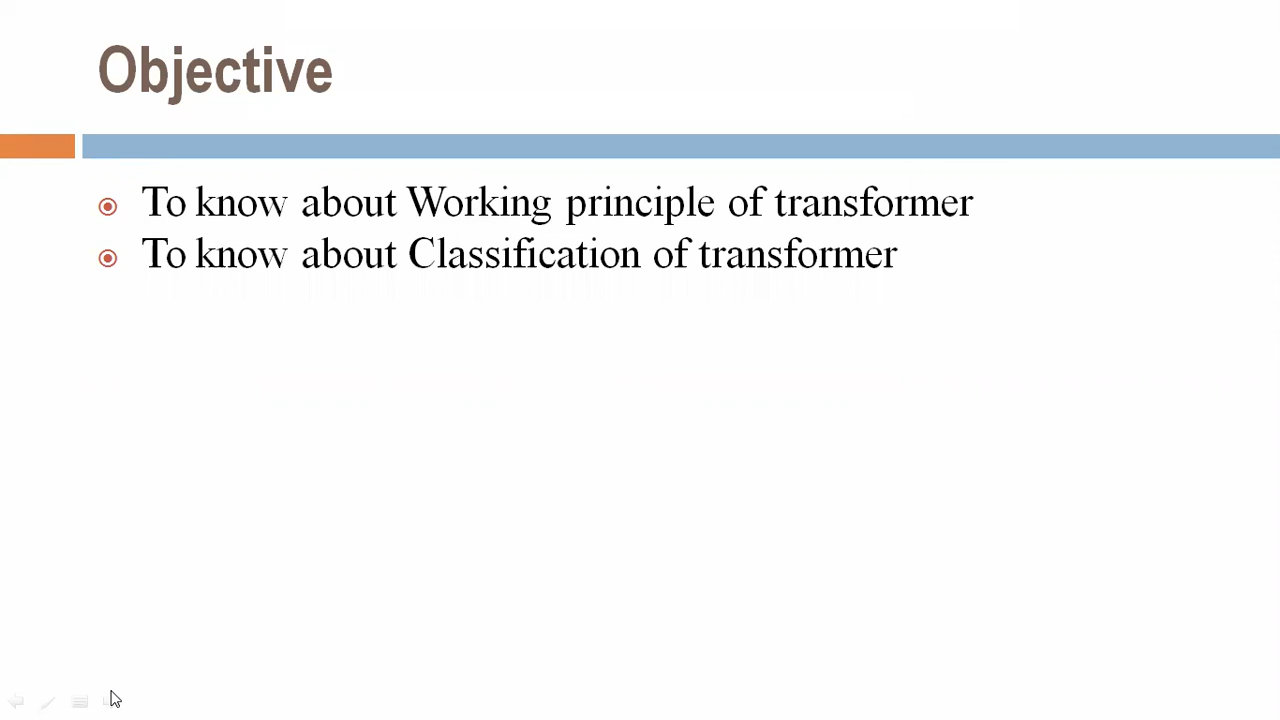 Objective
To know about Working principle of transformer
To know about Classification of transformer